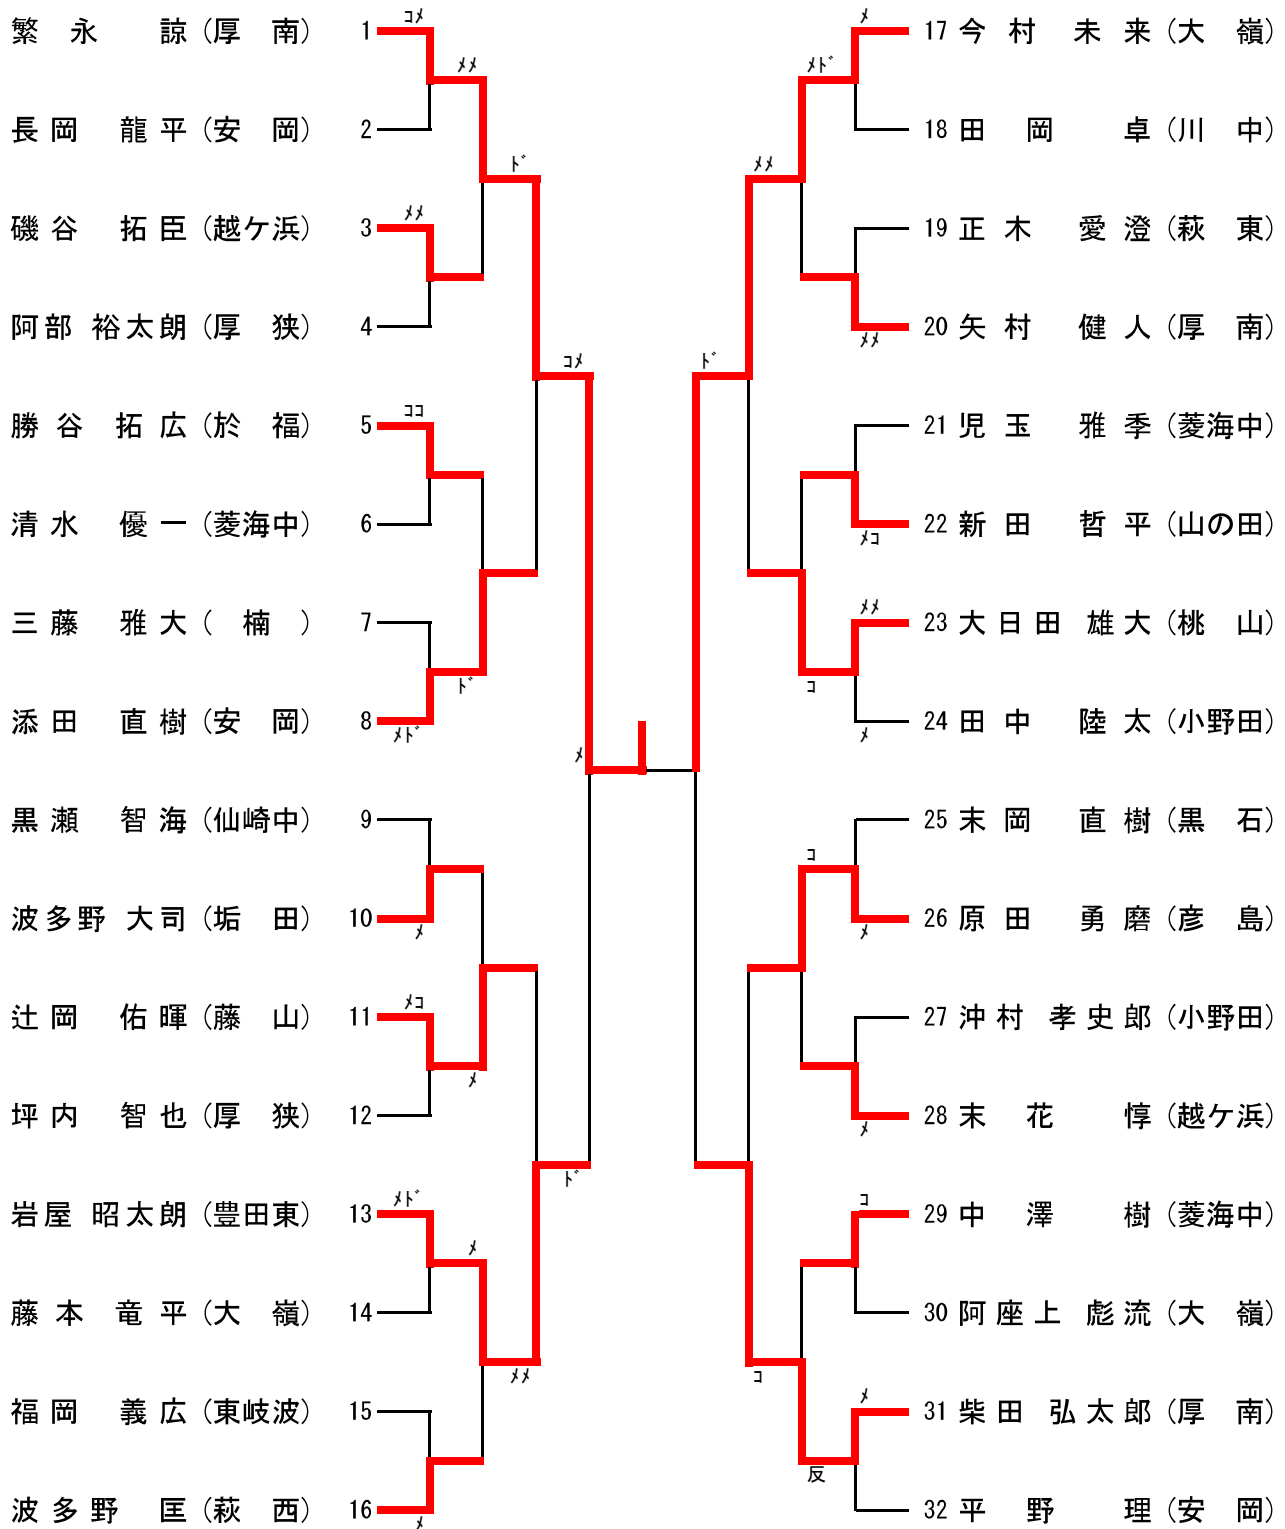 コメ
繁永 諒（厚 南） 1
メメ
長岡 龍平（安 岡） 2
ド
メメ
磯谷 拓臣（越ケ浜） 3
阿部 裕太朗（厚 狭） 4
コメ
ココ
勝谷 拓広（於 福） 5
清水 優一（菱海中） 6
三藤 雅大（ 楠 ） 7
ド
添田 直樹（安 岡） 8
メド
メ
黒瀬 智海（仙崎中） 9
波多野 大司（垢 田） 10
メ
メコ
辻岡 佑暉（藤 山） 11
メ
坪内 智也（厚 狭） 12
ド
メド
岩屋 昭太朗（豊田東） 13
メ
藤本 竜平（大 嶺） 14
メメ
福岡 義広（東岐波） 15
波多野 匡（萩 西） 16
メ
メ
17 今村 未来（大 嶺）
メド
18 田岡 卓（川 中）
メメ
19 正木 愛澄（萩 東）
20 矢村 健人（厚 南）
メメ
ド
21 児玉 雅季（菱海中）
22 新田 哲平（山の田）
メコ
メメ
23 大日田 雄大（桃 山）
コ
24 田中 陸太（小野田）
メ
25 末岡 直樹（黒 石）
コ
26 原田 勇磨（彦 島）
メ
27 沖村 孝史郎（小野田）
28 末花 惇（越ケ浜）
メ
コ
29 中澤 樹（菱海中）
30 阿座上 彪流（大 嶺）
コ
メ
31 柴田 弘太郎（厚 南）
反
32 平野 理（安 岡）